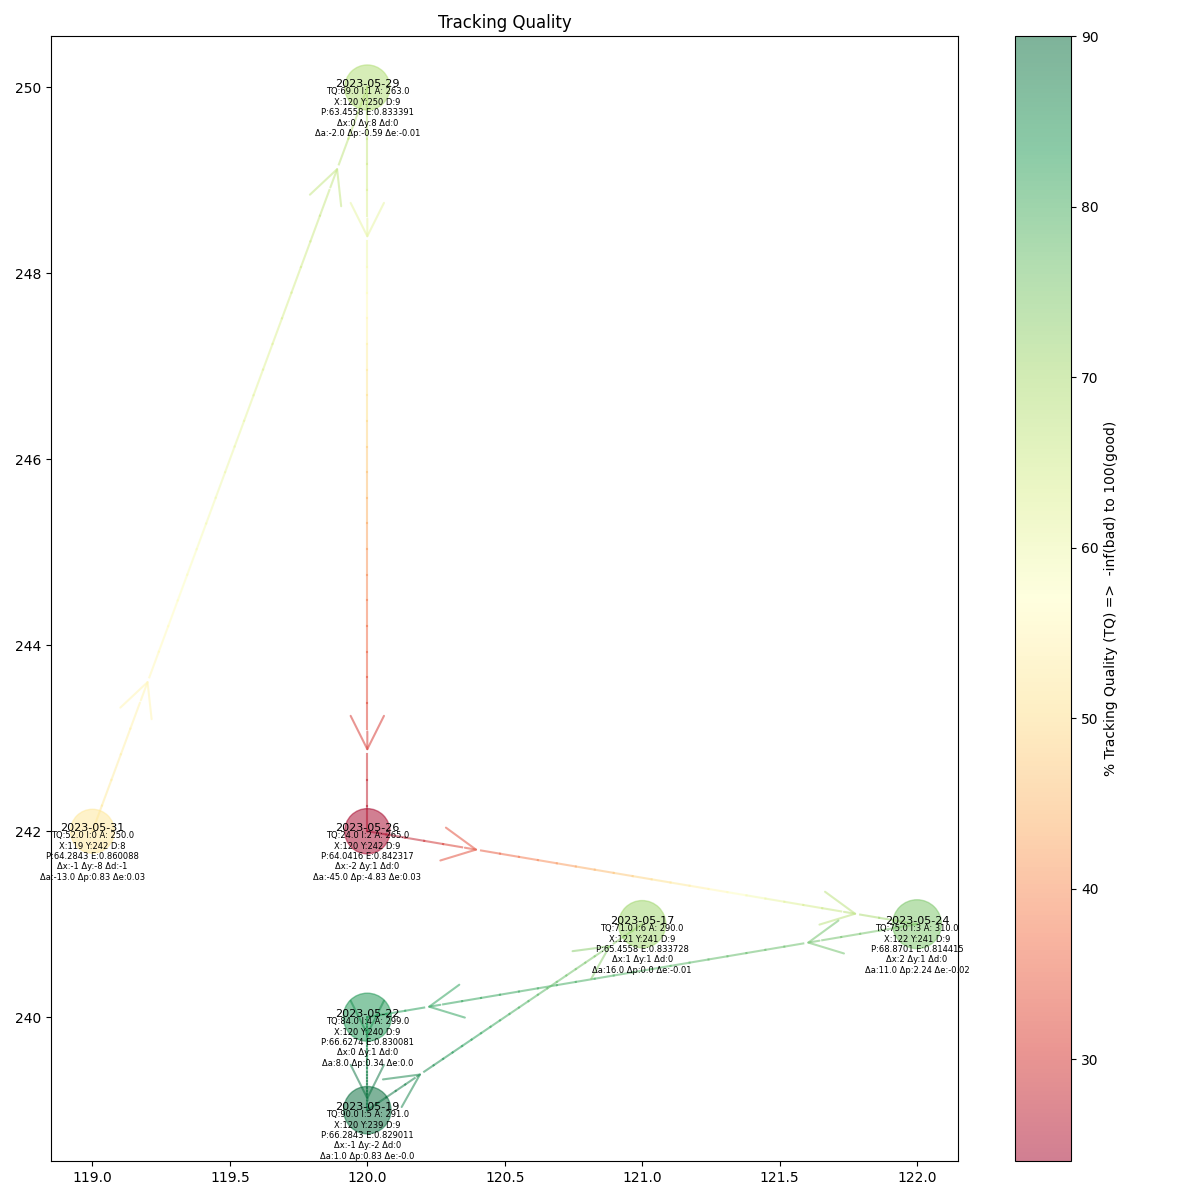 Tracking Quality
250
248
246
244
242
240
119.0
119.5
120.0
120.5
121.0
121.5
122.0
2023-05-29
TQ:69.0 I:1 A: 263.0
X:120 Y:250 D:9
P:63.4558 E:0.833391
Δx:0 Δy:8 Δd:0
Δa:-2.0 Δp:-0.59 Δe:-0.01
2023-05-31
TQ:52.0 I:0 A: 250.0
X:119 Y:242 D:8
P:64.2843 E:0.860088
Δx:-1 Δy:-8 Δd:-1
Δa:-13.0 Δp:0.83 Δe:0.03
2023-05-26
TQ:24.0 I:2 A: 265.0
X:120 Y:242 D:9
P:64.0416 E:0.842317
Δx:-2 Δy:1 Δd:0
Δa:-45.0 Δp:-4.83 Δe:0.03
2023-05-17
TQ:71.0 I:6 A: 290.0
X:121 Y:241 D:9
P:65.4558 E:0.833728
Δx:1 Δy:1 Δd:0
Δa:16.0 Δp:0.0 Δe:-0.01
2023-05-24
TQ:75.0 I:3 A: 310.0
X:122 Y:241 D:9
P:68.8701 E:0.814415
Δx:2 Δy:1 Δd:0
Δa:11.0 Δp:2.24 Δe:-0.02
2023-05-22
TQ:84.0 I:4 A: 299.0
X:120 Y:240 D:9
P:66.6274 E:0.830081
Δx:0 Δy:1 Δd:0
Δa:8.0 Δp:0.34 Δe:0.0
2023-05-19
TQ:90.0 I:5 A: 291.0
X:120 Y:239 D:9
P:66.2843 E:0.829011
Δx:-1 Δy:-2 Δd:0
Δa:1.0 Δp:0.83 Δe:-0.0
90
80
70
60
50
40
30
% Tracking Quality (TQ) =>  -inf(bad) to 100(good)